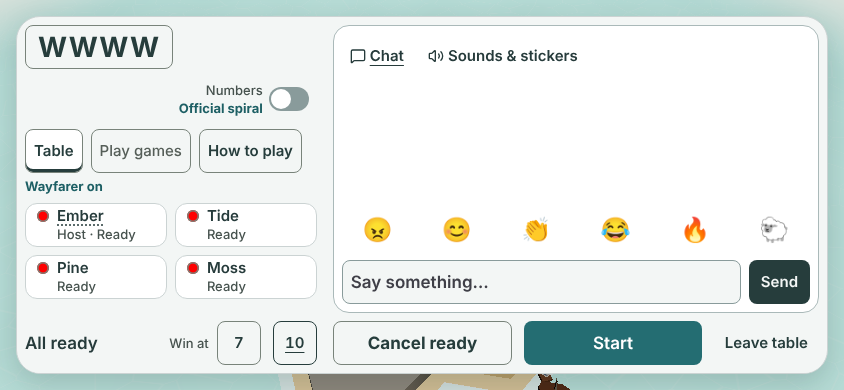 WWWW
Numbers
Official spiral
Table
Play games
How to play
Wayfarer on
Ember
Host · Ready
Tide
Ready
Pine
Ready
Moss
Ready
All ready
Win at
7
10
Chat
Sounds & stickers
Say something...
Send
Cancel ready
Start
Leave table